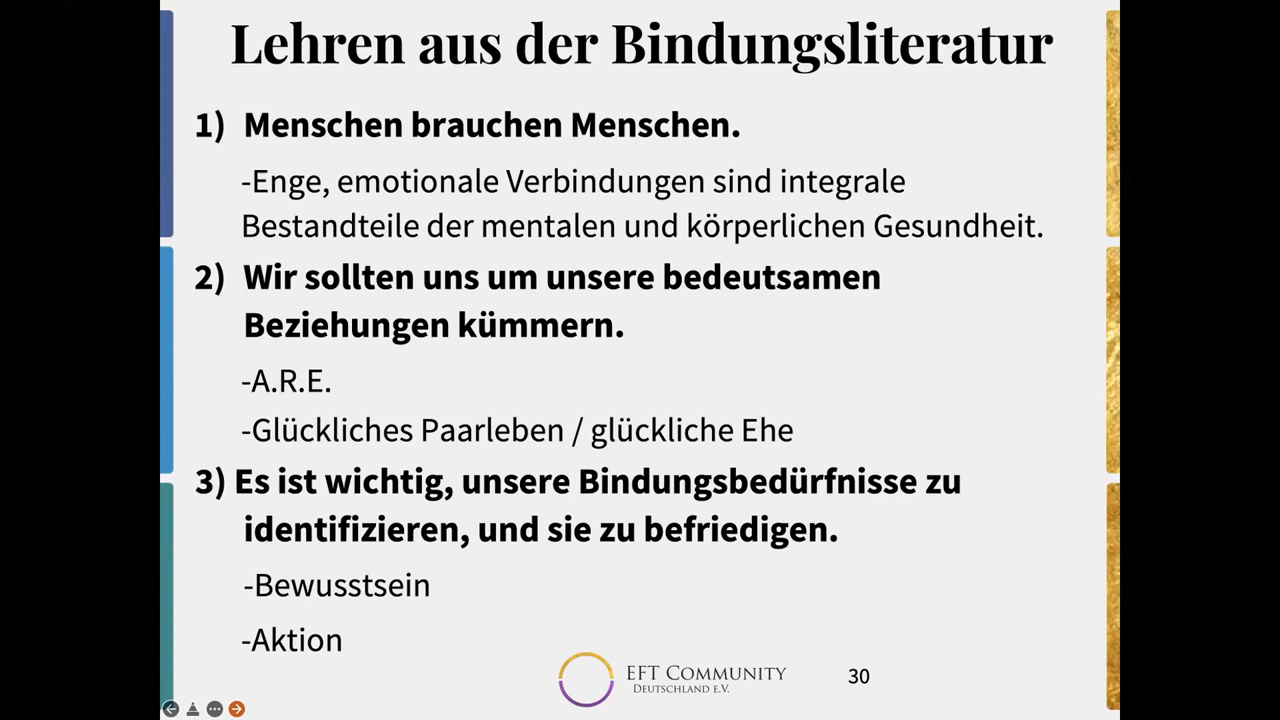 Lehren aus der Bindungsliteratur
1) Menschen brauchen Menschen.
-Enge, emotionale Verbindungen sind integrale
Bestandteile der mentalen und körperlichen Gesundheit.
2) Wir sollten uns um unsere bedeutsamen
Beziehungen kümmern.
-A.R.E.
-Glückliches Paarleben / glückliche Ehe
3) Es ist wichtig, unsere Bindungsbedürfnisse zu
identifizieren, und sie zu befriedigen.
-Bewusstsein
-Aktion
EFT Community
Deutschland e.V.
30